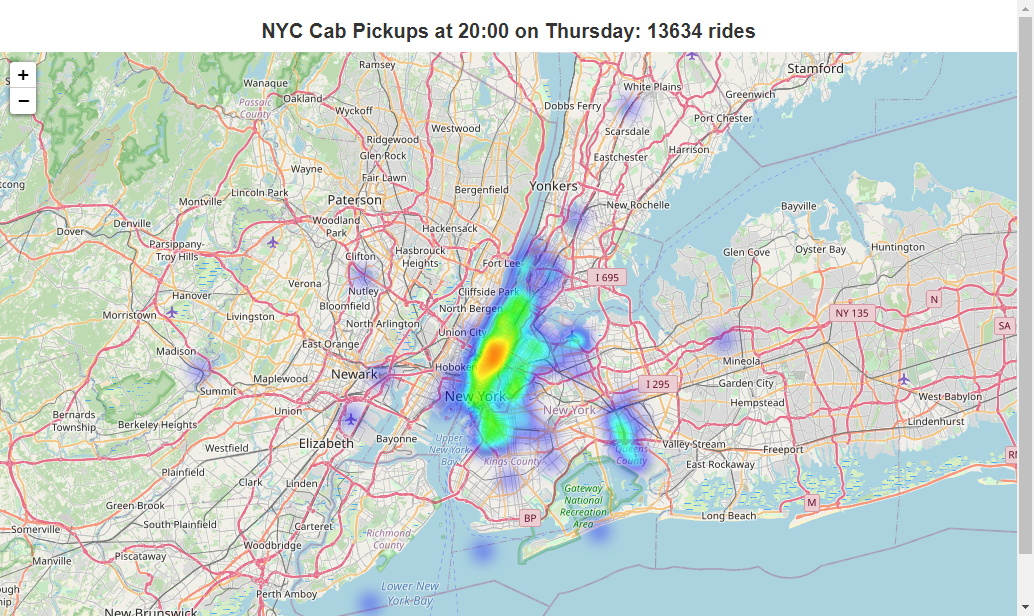 NYC Cab Pickups at 20:00 on Thursday: 13634 rides
+
−
Ramsey
Stamford
White Plains
Wanaque
Greenwich
Oakland
Passaic
County
Wyckoff
Dobbs Ferry
Port Chester
Westwood
Scarsdale
Ridgewood
Harrison
Glen Rock
Eastchester
Wayne
Fair Lawn
Lincoln Park
Bergenfield
Yonkers
Paterson
Montville
New Rochelle
Bayville
Woodland
Park
Denville
Dover
Hackensack
Parsippany-
Troy Hills
Hasbrouck
Heights
Clifton
Fort Lee
Glen Cove
Oyster Bay
Huntington
I 695
Verona
Nutley
Cliffside Park
Hanover
Bloomfield
North Bergen
N
Morristown
Livingston
North Arlington
NY 135
Union City
SA
East Orange
Madison
Mineola
Hoboken
Newark
Summit
Maplewood
I 295
Garden City
New York
West Babylon
Hempstead
Bernards
Township
Union
New York
Berkeley Heights
Lindenhurst
Elizabeth
Bayonne
Upper
New York
Bay
Valley Stream
Freeport
Westfield
Queens
County
Kings County
East Rockaway
Plainfield
Clark
Linden
Gateway
National
Recreation
Area
M
Green Brook
BP
Long Beach
South Plainfield
Carteret
Somerville
Richmond
County
Woodbridge
Piscataway
Manville
Lower New
York Bay
Perth Amboy
New Brunswick